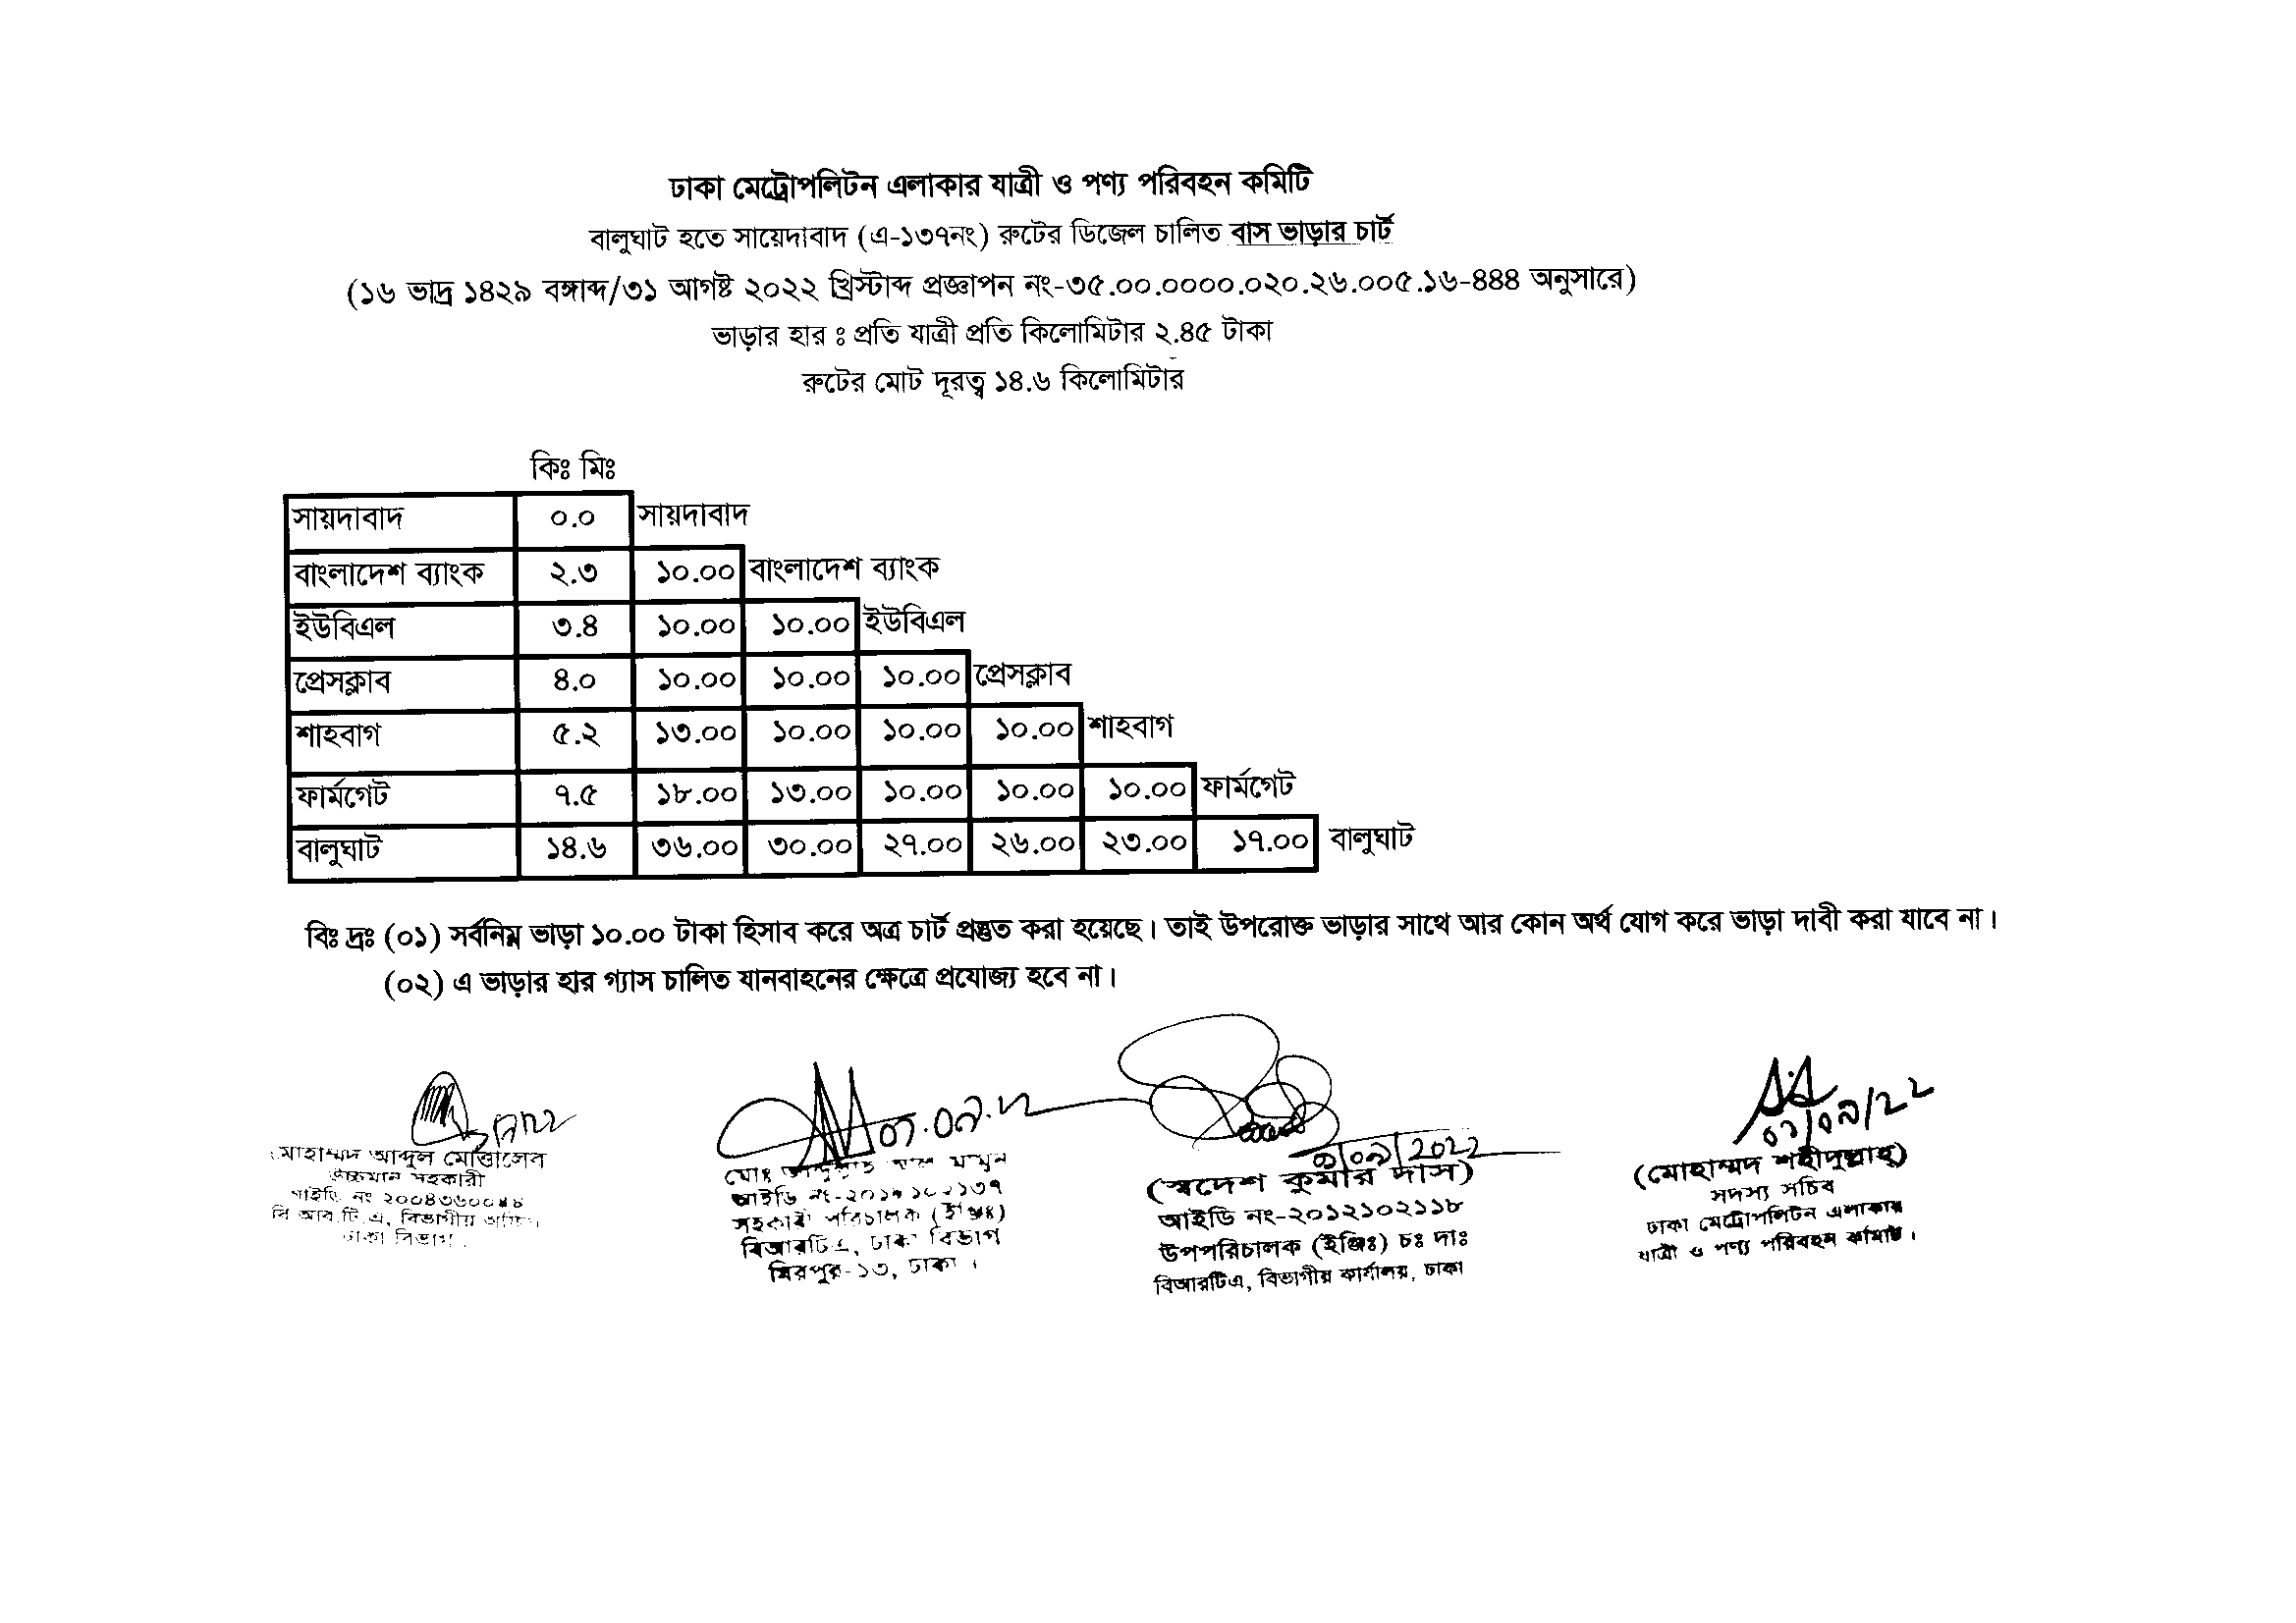 ঢাকা মেট্রোপলিটন এলাকার যাত্রী ও পণ্য পরিবহন কমিটি
বালুঘাট হতে সায়েদাবাদ (এ-১৩৭নং) রুটের ডিজেল চালিত বাস ভাড়ার চার্ট
(১৬ ভাদ্র ১৪২৯ বঙ্গাব্দ/৩১ আগষ্ট ২০২২ খ্রিস্টাব্দ প্রজ্ঞাপন নং-৩৫.০০.০০০০.০২০.২৬.০০৫.১৬-৪৪৪ অনুসারে)
ভাড়ার হার ঃ প্রতি যাত্রী প্রতি কিলোমিটার ২.৪৫ টাকা
রুটের মোট দূরত্ব ১৪.৬ কিলোমিটার
কিঃ মিঃ
সায়দাবাদ ০.০ সায়দাবাদ
বাংলাদেশ ব্যাংক ২.৩ ১০.০০ বাংলাদেশ ব্যাংক
ইউবিএল ৩.৪ ১০.০০ ১০.০০ ইউবিএল
প্রেসক্লাব ৪.০ ১০.০০ ১০.০০ ১০.০০ প্রেসক্লাব
শাহবাগ ৫.২ ১৩.০০ ১০.০০ ১০.০০ ১০.০০ শাহবাগ
ফার্মগেট ৭.৫ ১৮.০০ ১৩.০০ ১০.০০ ১০.০০ ১০.০০ ফার্মগেট
বালুঘাট ১৪.৬ ৩৬.০০ ৩০.০০ ২৭.০০ ২৬.০০ ২৩.০০ ১৭.০০ বালুঘাট
বিঃ দ্রঃ (০১) সর্বনিম্ন ভাড়া ১০.০০ টাকা হিসাব করে অত্র চার্ট প্রস্তুত করা হয়েছে। তাই উপরোক্ত ভাড়ার সাথে আর কোন অর্থ যোগ করে ভাড়া দাবী করা যাবে না।
(০২) এ ভাড়ার হার গ্যাস চালিত যানবাহনের ক্ষেত্রে প্রযোজ্য হবে না।
মোহাম্মদ আব্দুল মোত্তালেব
উচ্চমান সহকারী
আইডি নং
বি.আর.টি.এ, বিভাগীয়
ঢাকা বিভাগ।
০১.০৯.২২
মোঃ মামুন
আইডি নং
সহকারী পরিচালক (ইঞ্জিঃ)
বিআরটিএ, ঢাকা বিভাগ
মিরপুর-১৩, ঢাকা।
০১/০৯/2022
(স্বদেশ কুমার দাস)
আইডি নং-২০১২১০২১১৮
উপপরিচালক (ইঞ্জিঃ) চঃ দাঃ
বিআরটিএ, বিভাগীয় কার্যালয়, ঢাকা
০১/০৯/২২
(মোহাম্মদ শহীদুল্লাহ্)
সদস্য সচিব
ঢাকা মেট্রোপলিটন এলাকার
যাত্রী ও পণ্য পরিবহন কমিটি।